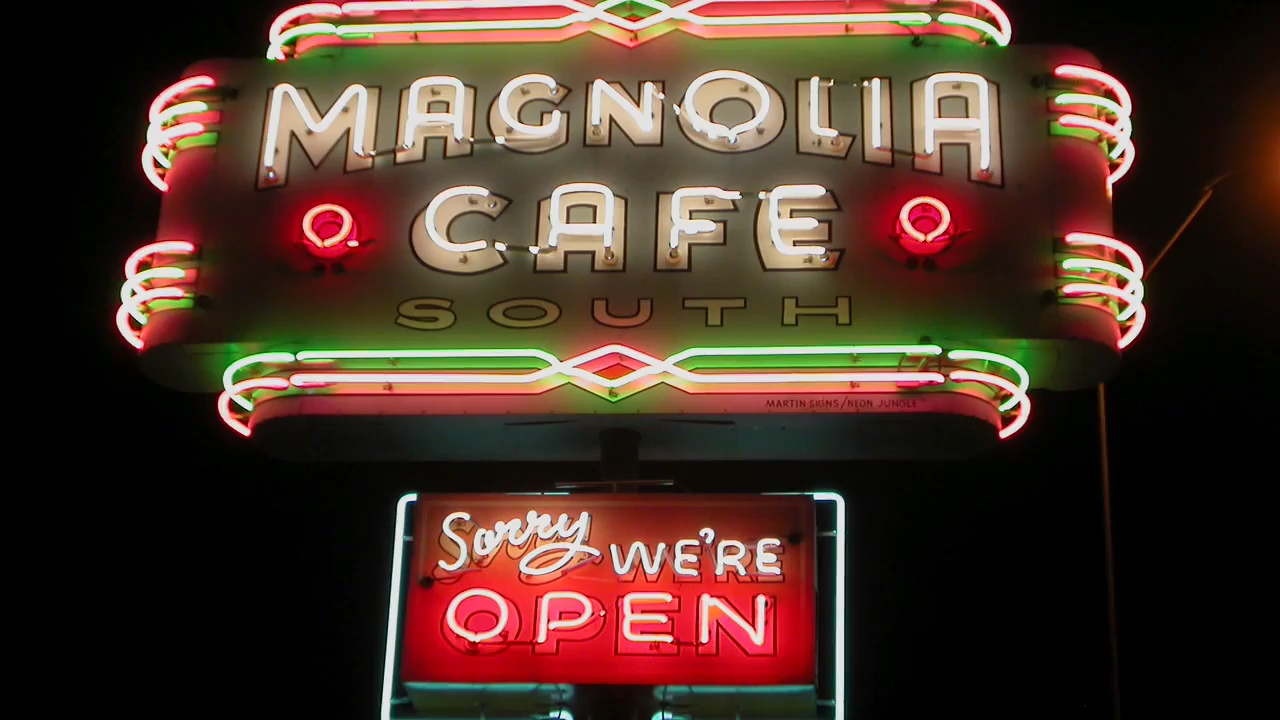 MAGNOLIA
CAFE
SOUTH
MARTIN SKINS/NEON JUNGLE
Sorry WE'RE
OPEN